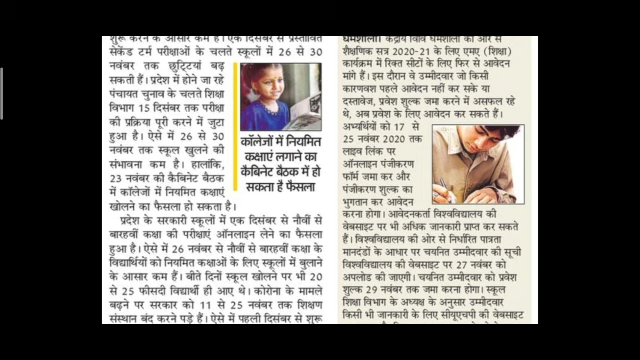 शुरू करने के आसार कम है। एक दिसंबर से प्रस्तावित
सेकेंड टर्म परीक्षाओं के चलते स्कूलों में 26 से 30
नवंबर तक छुट्टियां बढ़
सकती हैं। प्रदेश में होने जा रहे
पंचायत चुनाव के चलते शिक्षा
विभाग 15 दिसंबर तक परीक्षा
की प्रक्रिया पूरी करने में जुटा
हुआ है। ऐसे में 26 से 30
नवंबर तक स्कूल खुलने की
संभावना कम है। हालांकि,
23 नवंबर की कैबिनेट बैठक
में कॉलेजों में नियमित कक्षाएं
खोलने का फैसला हो सकता है।
कॉलेजों में नियमित
कक्षाएं लगाने का
कैबिनेट बैठक में हो
सकता है फैसला
प्रदेश के सरकारी स्कूलों में एक दिसंबर से नौवीं से
बारहवीं कक्षा की परीक्षाएं ऑनलाइन लेने का फैसला
हुआ है। ऐसे में 26 नवंबर से नौवीं से बारहवीं कक्षा के
विद्यार्थियों को नियमित कक्षाओं के लिए स्कूलों में बुलाने
के आसार कम हैं। बीते दिनों स्कूल खोलने पर भी 20
से 25 फीसदी विद्यार्थी ही आए थे। कोरोना के मामले
बढ़ने पर सरकार को 11 से 25 नवंबर तक शिक्षण
संस्थान बंद करने पड़े हैं। ऐसे में पहली दिसंबर से शुरू
धर्मशाला। केंद्रीय विवि धर्मशाला की ओर से
शैक्षणिक सत्र 2020-21 के लिए एमए (शिक्षा)
कार्यक्रम में रिक्त सीटों के लिए फिर से आवेदन
मांगे हैं। इस दौरान वे उम्मीदवार जो किसी
कारणवश पहले आवेदन नहीं कर सके या
दस्तावेज, प्रवेश शुल्क जमा करने में असफल रहे
थे, अब प्रवेश के लिए आवेदन कर सकते हैं।
अभ्यर्थियों को 17 से
25 नवंबर 2020 तक
लाइव लिंक पर
ऑनलाइन पंजीकरण
फॉर्म जमा कर और
पंजीकरण शुल्क का
भुगतान कर आवेदन
करना होगा। आवेदनकर्ता विश्वविद्यालय की
वेबसाइट पर भी अधिक जानकारी प्राप्त कर सकते
हैं। विश्वविद्यालय की ओर से निर्धारित पात्रता
मानदंडों के आधार पर चयनित उम्मीदवार की सूची
विश्वविद्यालय की वेबसाइट पर 27 नवंबर को
अपलोड की जाएगी। चयनित उम्मीदवार को प्रवेश
शुल्क 29 नवंबर तक जमा करना होगा। स्कूल
शिक्षा विभाग के अध्यक्ष के अनुसार उम्मीदवार
किसी भी जानकारी के लिए सीयूएचपी की वेबसाइट